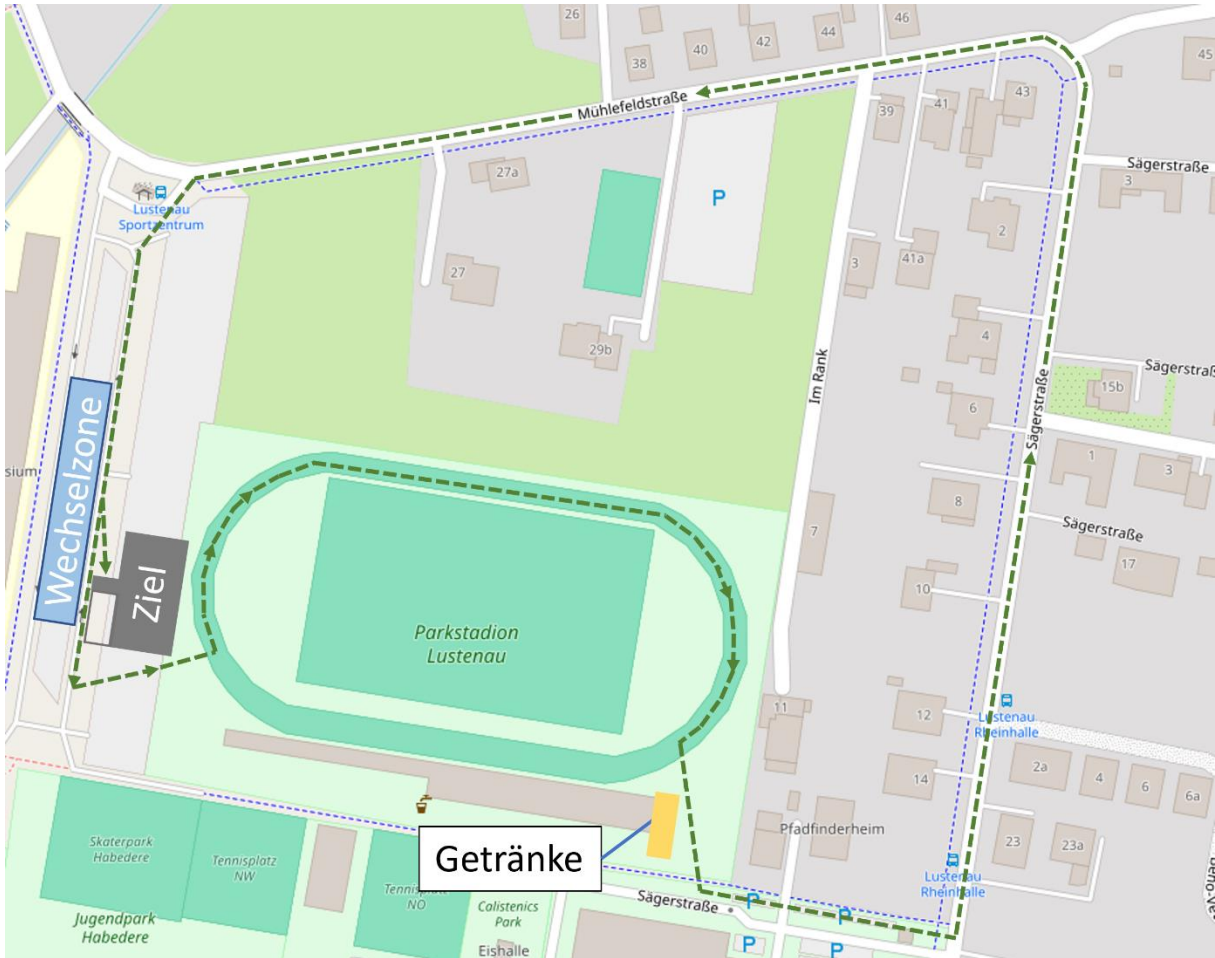 26
46
44
42
40
38
45
Mühlefeldstraße
39
41
43
Sägerstraße
3
27a
P
Lustenau
Sportzentrum
2
41a
3
27
4
29b
Im Rank
Sägerstraße
15b
Sägerstraße
6
sium
Wechselzone
1
3
8
7
Sägerstraße
17
Ziel
10
Parkstadion
Lustenau
11
12
Lustenau
Rheinhalle
14
2a
4
6
6a
Pfadfinderheim
23
23a
Getränke
Skaterpark
Habedere
Tennisplatz
NW
Tennisplatz
NO
Lustenau
Rheinhalle
Jugendpark
Habedere
Calistenics
Park
Sägerstraße
P
P
Eishalle
P
P